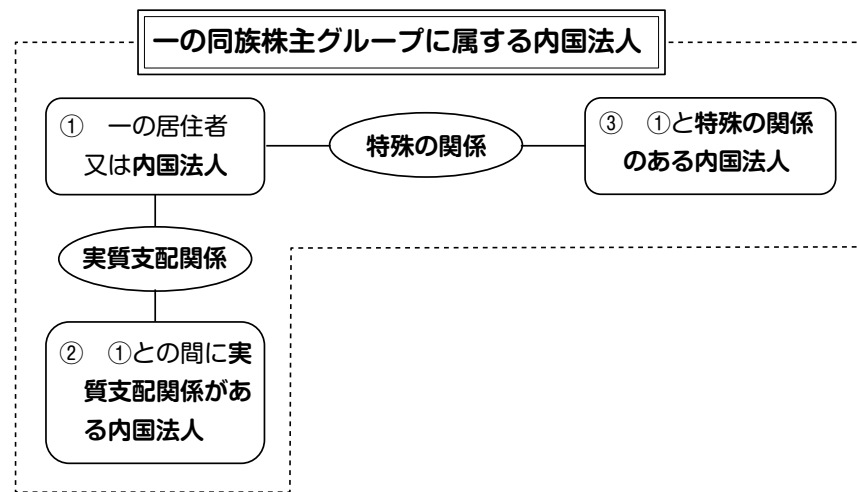 一の同族株主グループに属する内国法人
① 一の居住者
又は内国法人
特殊の関係
③ ①と特殊の関係
のある内国法人
実質支配関係
② ①との間に実
質支配関係があ
る内国法人